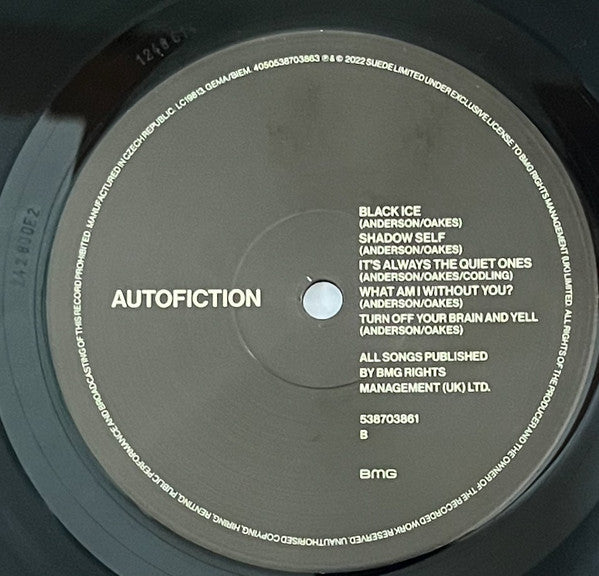 AUTOFICTION
BLACK ICE
(ANDERSON/OAKES)
SHADOW SELF
(ANDERSON/OAKES)
IT'S ALWAYS THE QUIET ONES
(ANDERSON/OAKES/CODLING)
WHAT AM I WITHOUT YOU?
(ANDERSON/OAKES)
TURN OFF YOUR BRAIN AND YELL
(ANDERSON/OAKES)
ALL SONGS PUBLISHED
BY BMG RIGHTS
MANAGEMENT (UK) LTD.
538703861
B
BMG
4050538703863 ℗ & © 2022 SUEDE LIMITED UNDER EXCLUSIVE LICENSE TO BMG RIGHTS MANAGEMENT (UK) LIMITED. ALL RIGHTS OF THE PRODUCER AND THE OWNER OF THE RECORDED WORK RESERVED. UNAUTHORISED COPYING, HIRING, RENTING, PUBLIC PERFORMANCE AND BROADCASTING OF THIS RECORD PROHIBITED. MANUFACTURED IN CZECH REPUBLIC. LC19813. GEMA/BIEM.